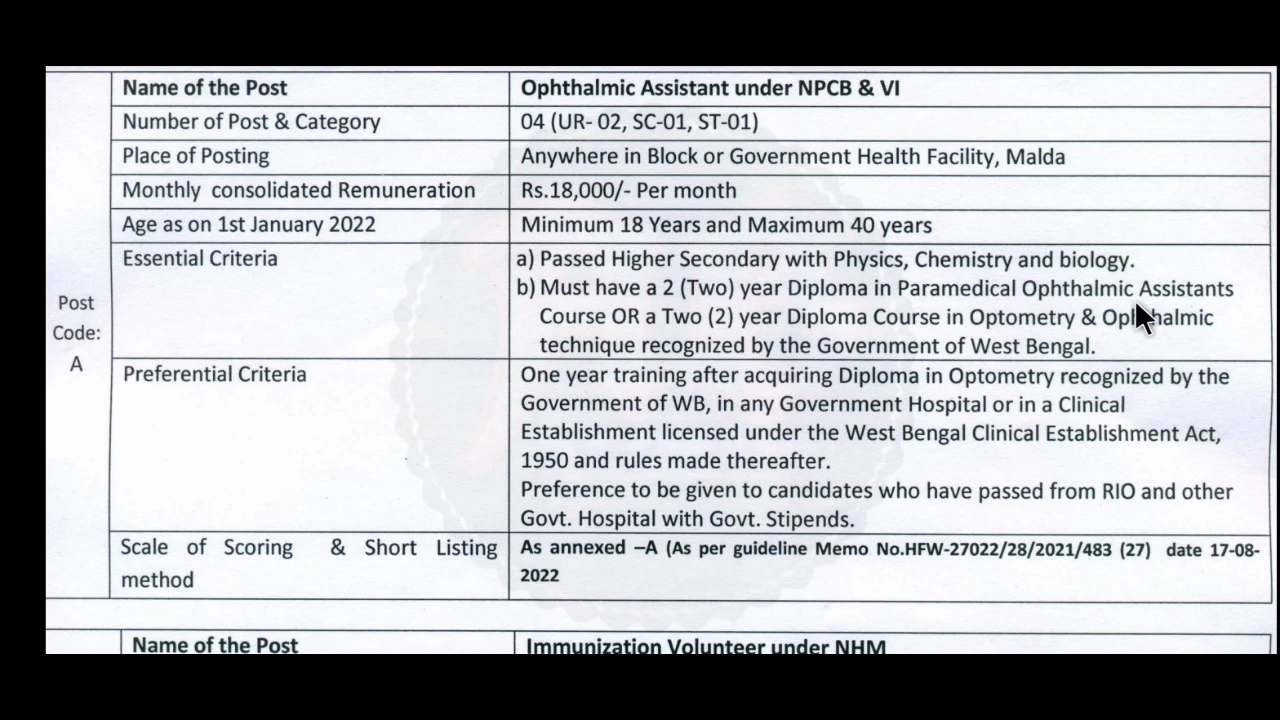 Name of the Post Ophthalmic Assistant under NPCB & VI
Number of Post & Category 04 (UR- 02, SC-01, ST-01)
Place of Posting Anywhere in Block or Government Health Facility, Malda
Monthly consolidated Remuneration Rs.18,000/- Per month
Age as on 1st January 2022 Minimum 18 Years and Maximum 40 years
Post Code: A
Essential Criteria a) Passed Higher Secondary with Physics, Chemistry and biology.
b) Must have a 2 (Two) year Diploma in Paramedical Ophthalmic Assistants
Course OR a Two (2) year Diploma Course in Optometry & Ophthalmic
technique recognized by the Government of West Bengal.
Preferential Criteria One year training after acquiring Diploma in Optometry recognized by the
Government of WB, in any Government Hospital or in a Clinical
Establishment licensed under the West Bengal Clinical Establishment Act,
1950 and rules made thereafter.
Preference to be given to candidates who have passed from RIO and other
Govt. Hospital with Govt. Stipends.
Scale of Scoring & Short Listing As annexed –A (As per guideline Memo No.HFW-27022/28/2021/483 (27) date 17-08-
method 2022
Name of the Post Immunization Volunteer under NHM